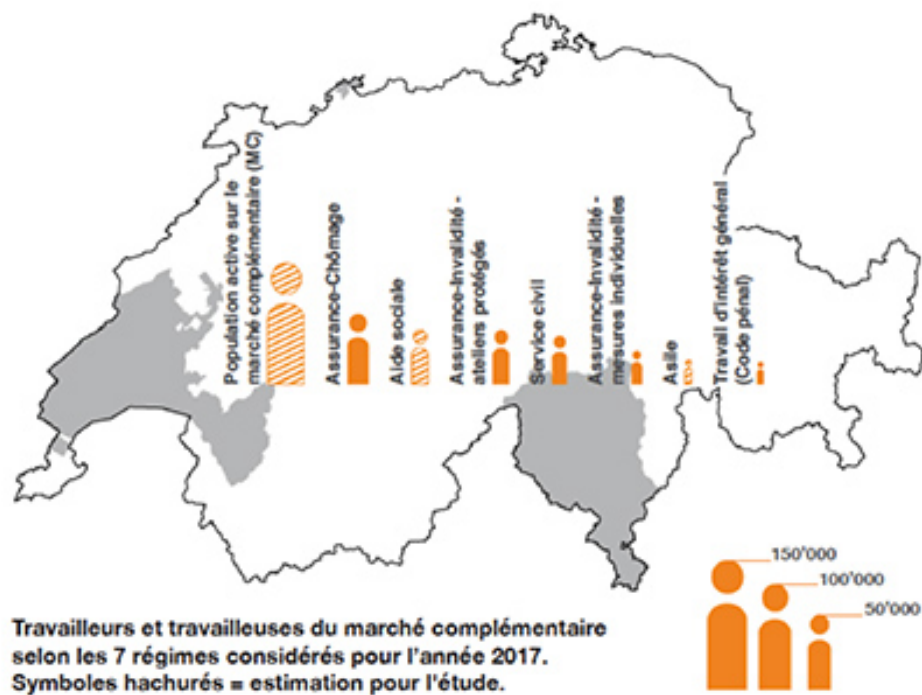 Population active sur le
marché complémentaire (MC)
Assurance-Chômage
Aide sociale
Assurance-Invalidité -
ateliers protégés
Service civil
Assurance-Invalidité -
mesures individuelles
Asile
Travail d'intérêt général
(Code pénal)
150'000
100'000
50'000
Travailleurs et travailleuses du marché complémentaire
selon les 7 régimes considérés pour l'année 2017.
Symboles hachurés = estimation pour l'étude.